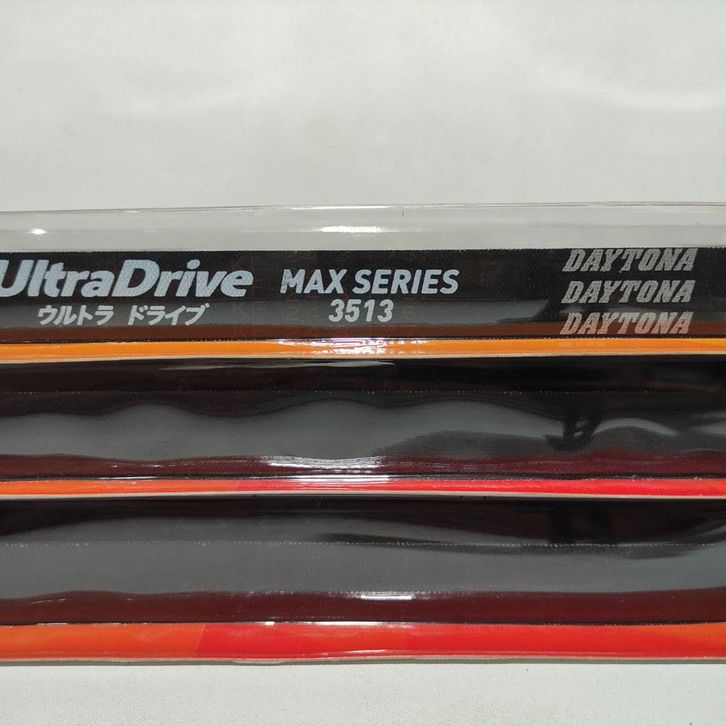 UltraDrive MAX SERIES
ウルトラ ドライブ 3513
DAYTONA
DAYTONA
DAYTONA